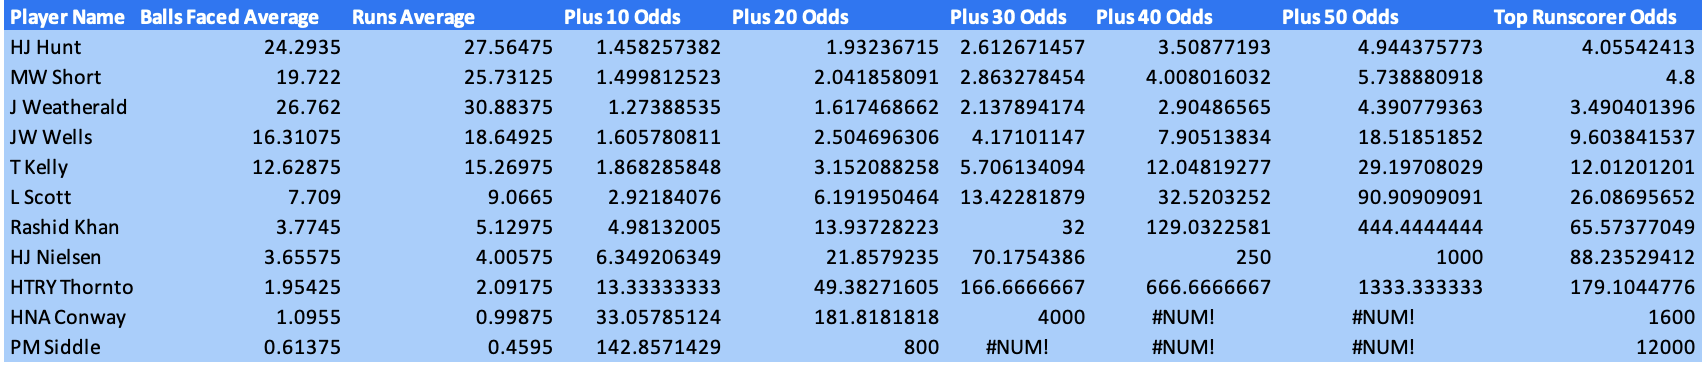 Player Name Balls Faced Average Runs Average Plus 10 Odds Plus 20 Odds Plus 30 Odds Plus 40 Odds Plus 50 Odds Top Runscorer Odds
HJ Hunt 24.2935 27.56475 1.458257382 1.93236715 2.612671457 3.50877193 4.944375773 4.05542413
MW Short 19.722 25.73125 1.499812523 2.041858091 2.863278454 4.008016032 5.738880918 4.8
J Weatherald 26.762 30.88375 1.27388535 1.617468662 2.137894174 2.90486565 4.390779363 3.490401396
JW Wells 16.31075 18.64925 1.605780811 2.504696306 4.17101147 7.90513834 18.51851852 9.603841537
T Kelly 12.62875 15.26975 1.868285848 3.152088258 5.706134094 12.04819277 29.19708029 12.01201201
L Scott 7.709 9.0665 2.92184076 6.191950464 13.42281879 32.5203252 90.90909091 26.08695652
Rashid Khan 3.7745 5.12975 4.98132005 13.93728223 32 129.0322581 444.4444444 65.57377049
HJ Nielsen 3.65575 4.00575 6.349206349 21.8579235 70.1754386 250 1000 88.23529412
HTRY Thornto 1.95425 2.09175 13.33333333 49.38271605 166.6666667 666.6666667 1333.333333 179.1044776
HNA Conway 1.0955 0.99875 33.05785124 181.8181818 4000 #NUM! #NUM! 1600
PM Siddle 0.61375 0.4595 142.8571429 800 #NUM! #NUM! #NUM! 12000